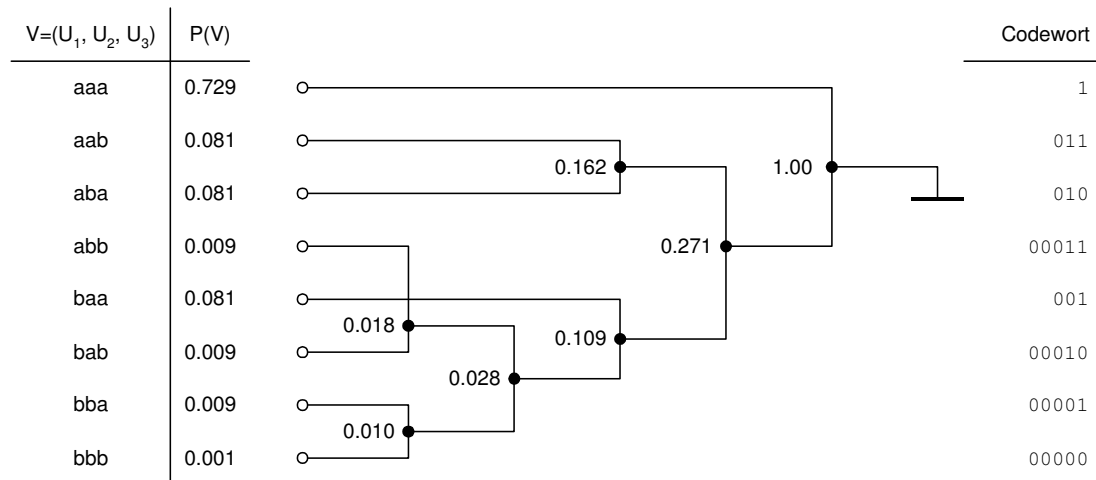 V=(U1, U2, U3) P(V) Codewort
aaa 0.729 1
aab 0.081 011
0.162 1.00
aba 0.081 010
abb 0.009 00011
0.271
baa 0.081 001
0.018 0.109
bab 0.009 00010
0.028
bba 0.009 00001
0.010
bbb 0.001 00000